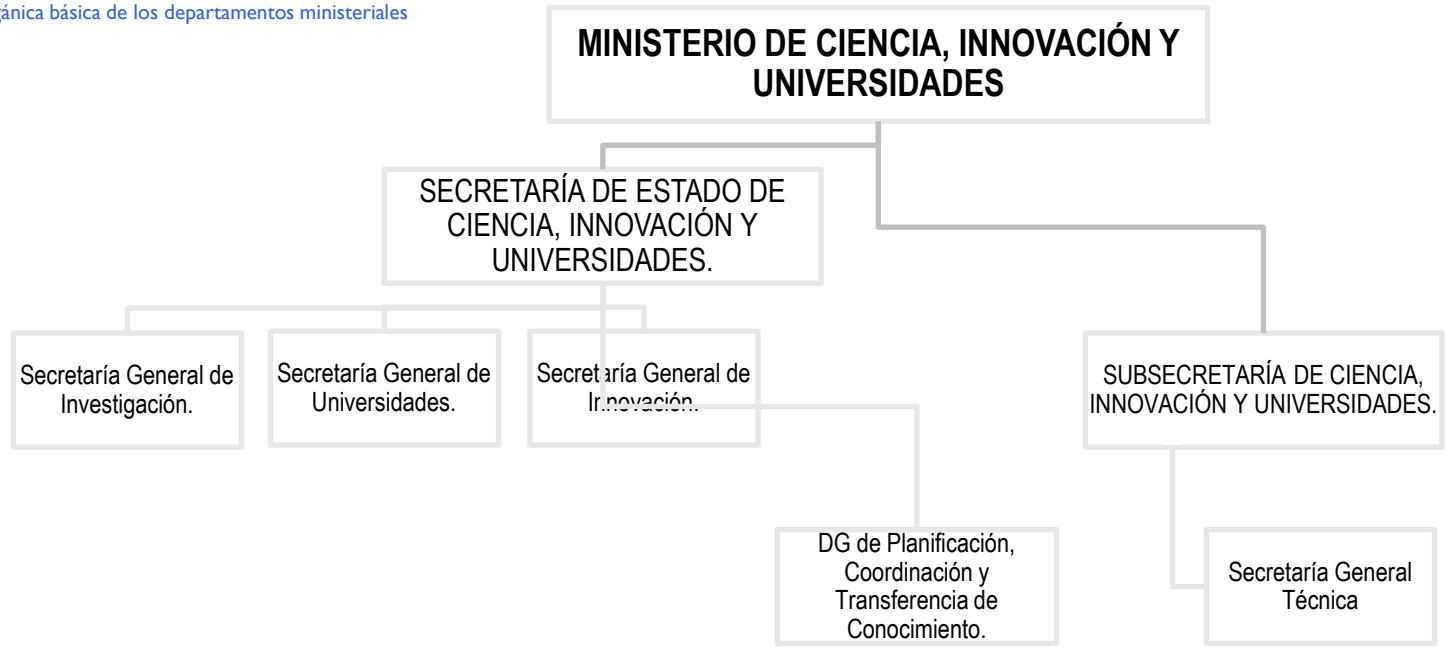 gánica básica de los departamentos ministeriales
MINISTERIO DE CIENCIA, INNOVACIÓN Y
UNIVERSIDADES
SECRETARÍA DE ESTADO DE
CIENCIA, INNOVACIÓN Y
UNIVERSIDADES.
Secretaría General de
Investigación.
Secretaría General de
Universidades.
Secretaría General de
Innovación.
SUBSECRETARÍA DE CIENCIA,
INNOVACIÓN Y UNIVERSIDADES.
DG de Planificación,
Coordinación y
Transferencia de
Conocimiento.
Secretaría General
Técnica